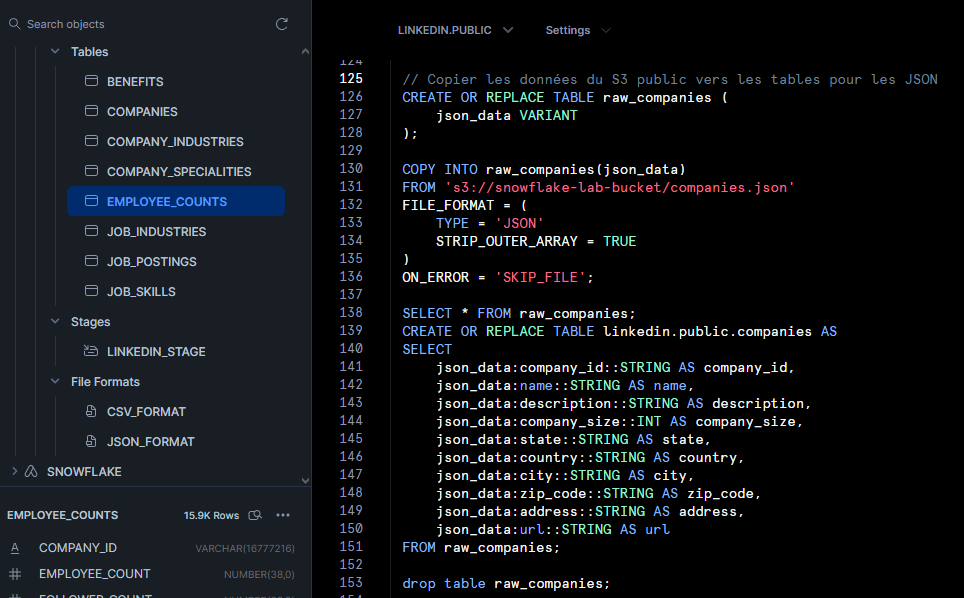 Search objects
Tables
BENEFITS
COMPANIES
COMPANY_INDUSTRIES
COMPANY_SPECIALITIES
EMPLOYEE_COUNTS
JOB_INDUSTRIES
JOB_POSTINGS
JOB_SKILLS
Stages
LINKEDIN_STAGE
File Formats
CSV_FORMAT
JSON_FORMAT
SNOWFLAKE
EMPLOYEE_COUNTS 15.9K Rows
A COMPANY_ID VARCHAR(16777216)
# EMPLOYEE_COUNT NUMBER(38,0)
# FOLLOWER_COUNT NUMBER(38,0)
LINKEDIN.PUBLIC Settings
124
125 // Copier les données du S3 public vers les tables pour les JSON
126 CREATE OR REPLACE TABLE raw_companies (
127     json_data VARIANT
128 );
129
130 COPY INTO raw_companies(json_data)
131 FROM 's3://snowflake-lab-bucket/companies.json'
132 FILE_FORMAT = (
133     TYPE = 'JSON'
134     STRIP_OUTER_ARRAY = TRUE
135 )
136 ON_ERROR = 'SKIP_FILE';
137
138 SELECT * FROM raw_companies;
139 CREATE OR REPLACE TABLE linkedin.public.companies AS
140 SELECT
141     json_data:company_id::STRING AS company_id,
142     json_data:name::STRING AS name,
143     json_data:description::STRING AS description,
144     json_data:company_size::INT AS company_size,
145     json_data:state::STRING AS state,
146     json_data:country::STRING AS country,
147     json_data:city::STRING AS city,
148     json_data:zip_code::STRING AS zip_code,
149     json_data:address::STRING AS address,
150     json_data:url::STRING AS url
151 FROM raw_companies;
152
153 drop table raw_companies;
154